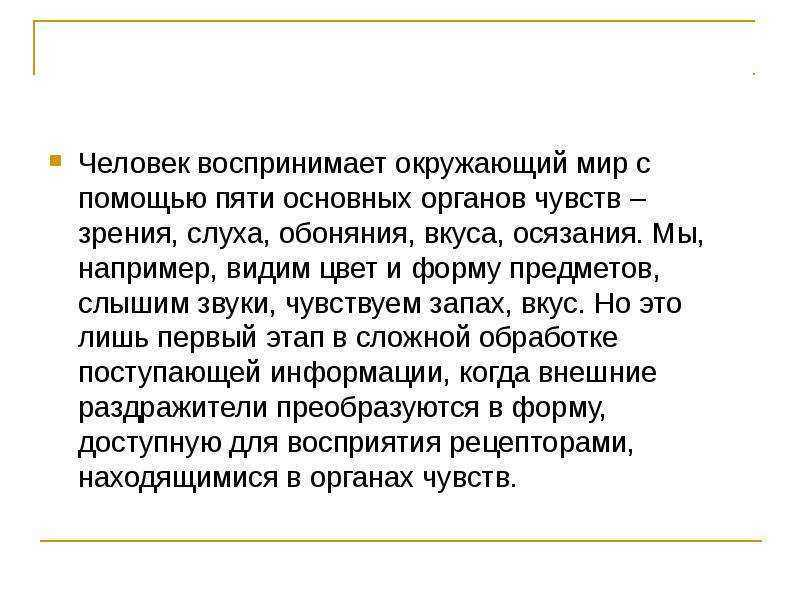 Человек воспринимает окружающий мир с
помощью пяти основных органов чувств –
зрения, слуха, обоняния, вкуса, осязания. Мы,
например, видим цвет и форму предметов,
слышим звуки, чувствуем запах, вкус. Но это
лишь первый этап в сложной обработке
поступающей информации, когда внешние
раздражители преобразуются в форму,
доступную для восприятия рецепторами,
находящимися в органах чувств.